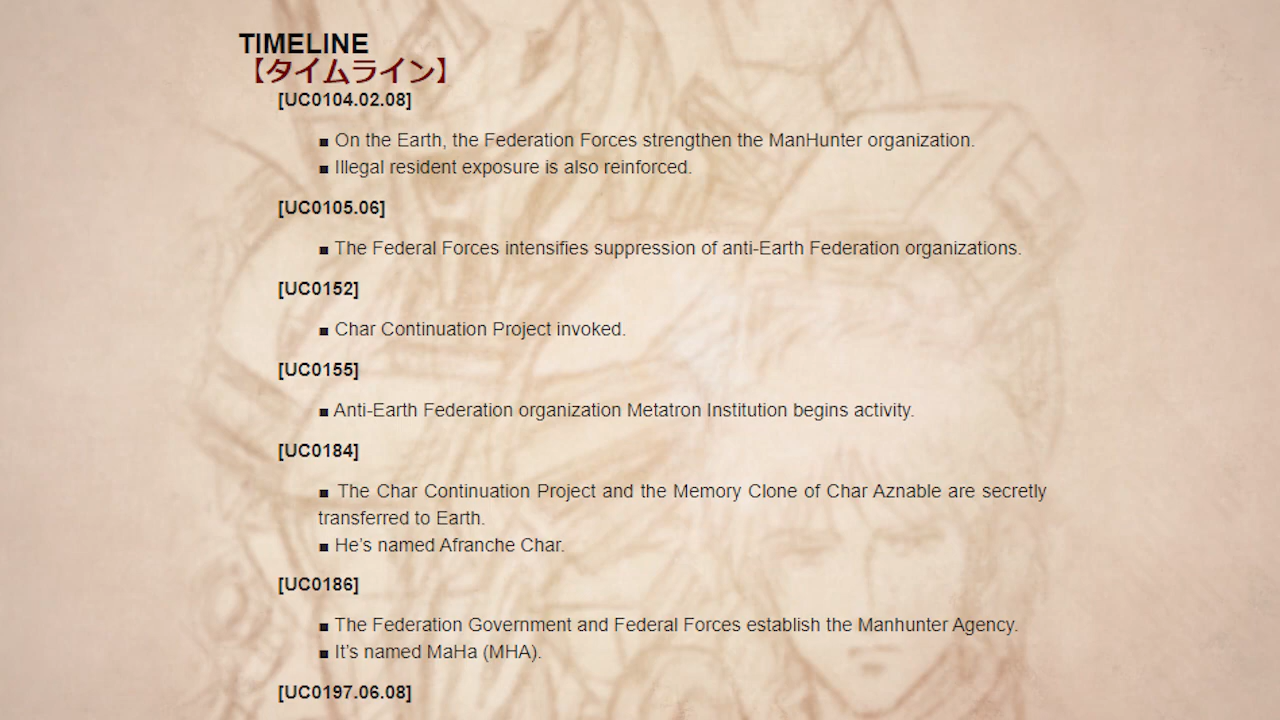 TIMELINE
【タイムライン】
[UC0104.02.08]
■ On the Earth, the Federation Forces strengthen the ManHunter organization.
■ Illegal resident exposure is also reinforced.
[UC0105.06]
■ The Federal Forces intensifies suppression of anti-Earth Federation organizations.
[UC0152]
■ Char Continuation Project invoked.
[UC0155]
■ Anti-Earth Federation organization Metatron Institution begins activity.
[UC0184]
■ The Char Continuation Project and the Memory Clone of Char Aznable are secretly
transferred to Earth.
■ He’s named Afranche Char.
[UC0186]
■ The Federation Government and Federal Forces establish the Manhunter Agency.
■ It’s named MaHa (MHA).
[UC0197.06.08]